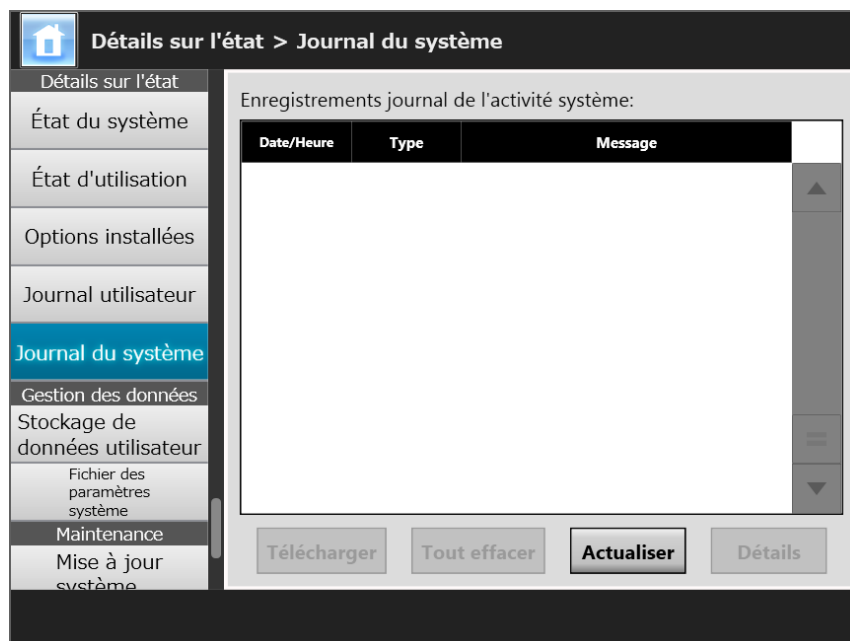 Détails sur l'état > Journal du système
Détails sur l'état
État du système
État d'utilisation
Options installées
Journal utilisateur
Journal du système
Gestion des données
Stockage de
données utilisateur
Fichier des
paramètres
système
Maintenance
Mise à jour
système
Enregistrements journal de l'activité système:
Date/Heure Type Message
Télécharger Tout effacer Actualiser Détails